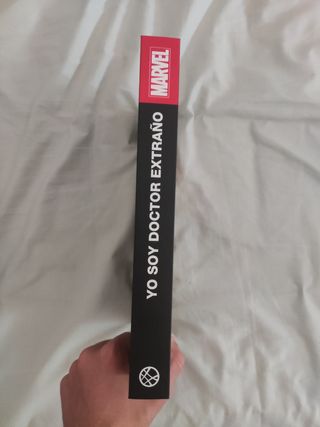 MARVEL
YO SOY DOCTOR EXTRAÑO